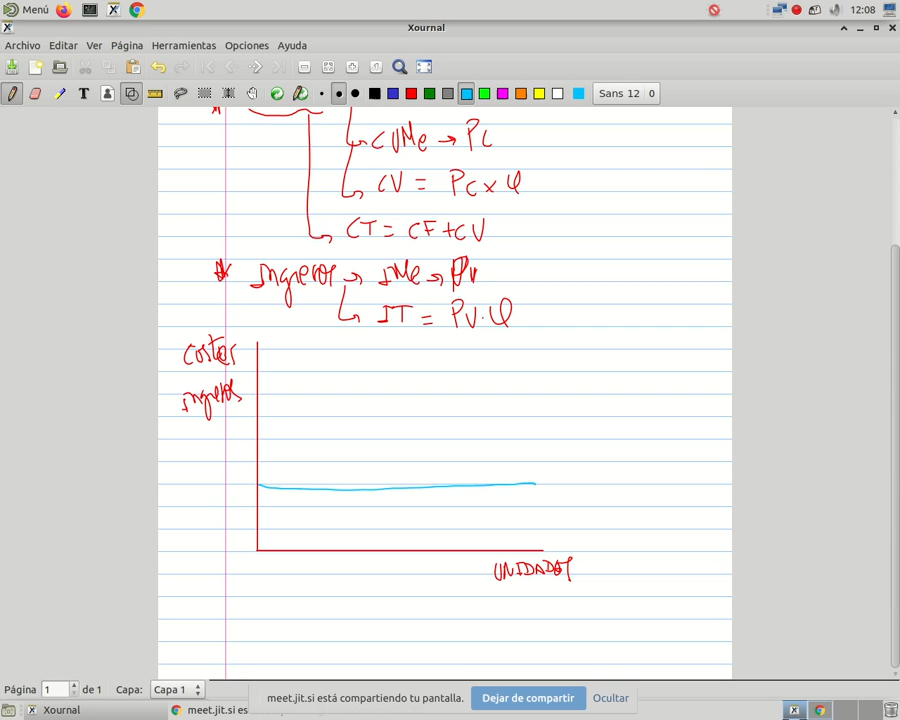 Menú 12:08
Xournal
Archivo Editar Ver Página Herramientas Opciones Ayuda
T Sans 12 0
CVMe → PC
CV = PC x Q
CT = CF + CV
Ingresos → IMe → PV
IT = PV · Q
costes
ingresos
UNIDADES
Página 1 de 1 Capa: Capa 1
meet.jit.si está compartiendo tu pantalla. Dejar de compartir Ocultar
Xournal meet.jit.si es